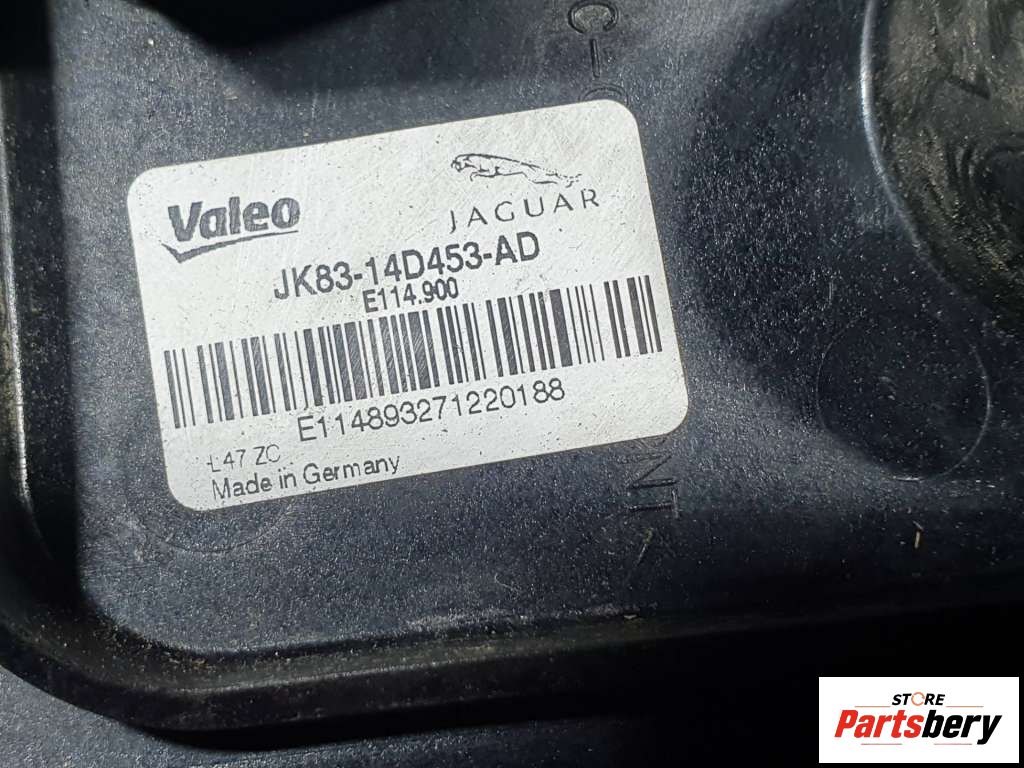 Valeo
JAGUAR
JK83-14D453-AD
E114.900
E114893271220188
L47 ZC
Made in Germany
STORE
Partsbery